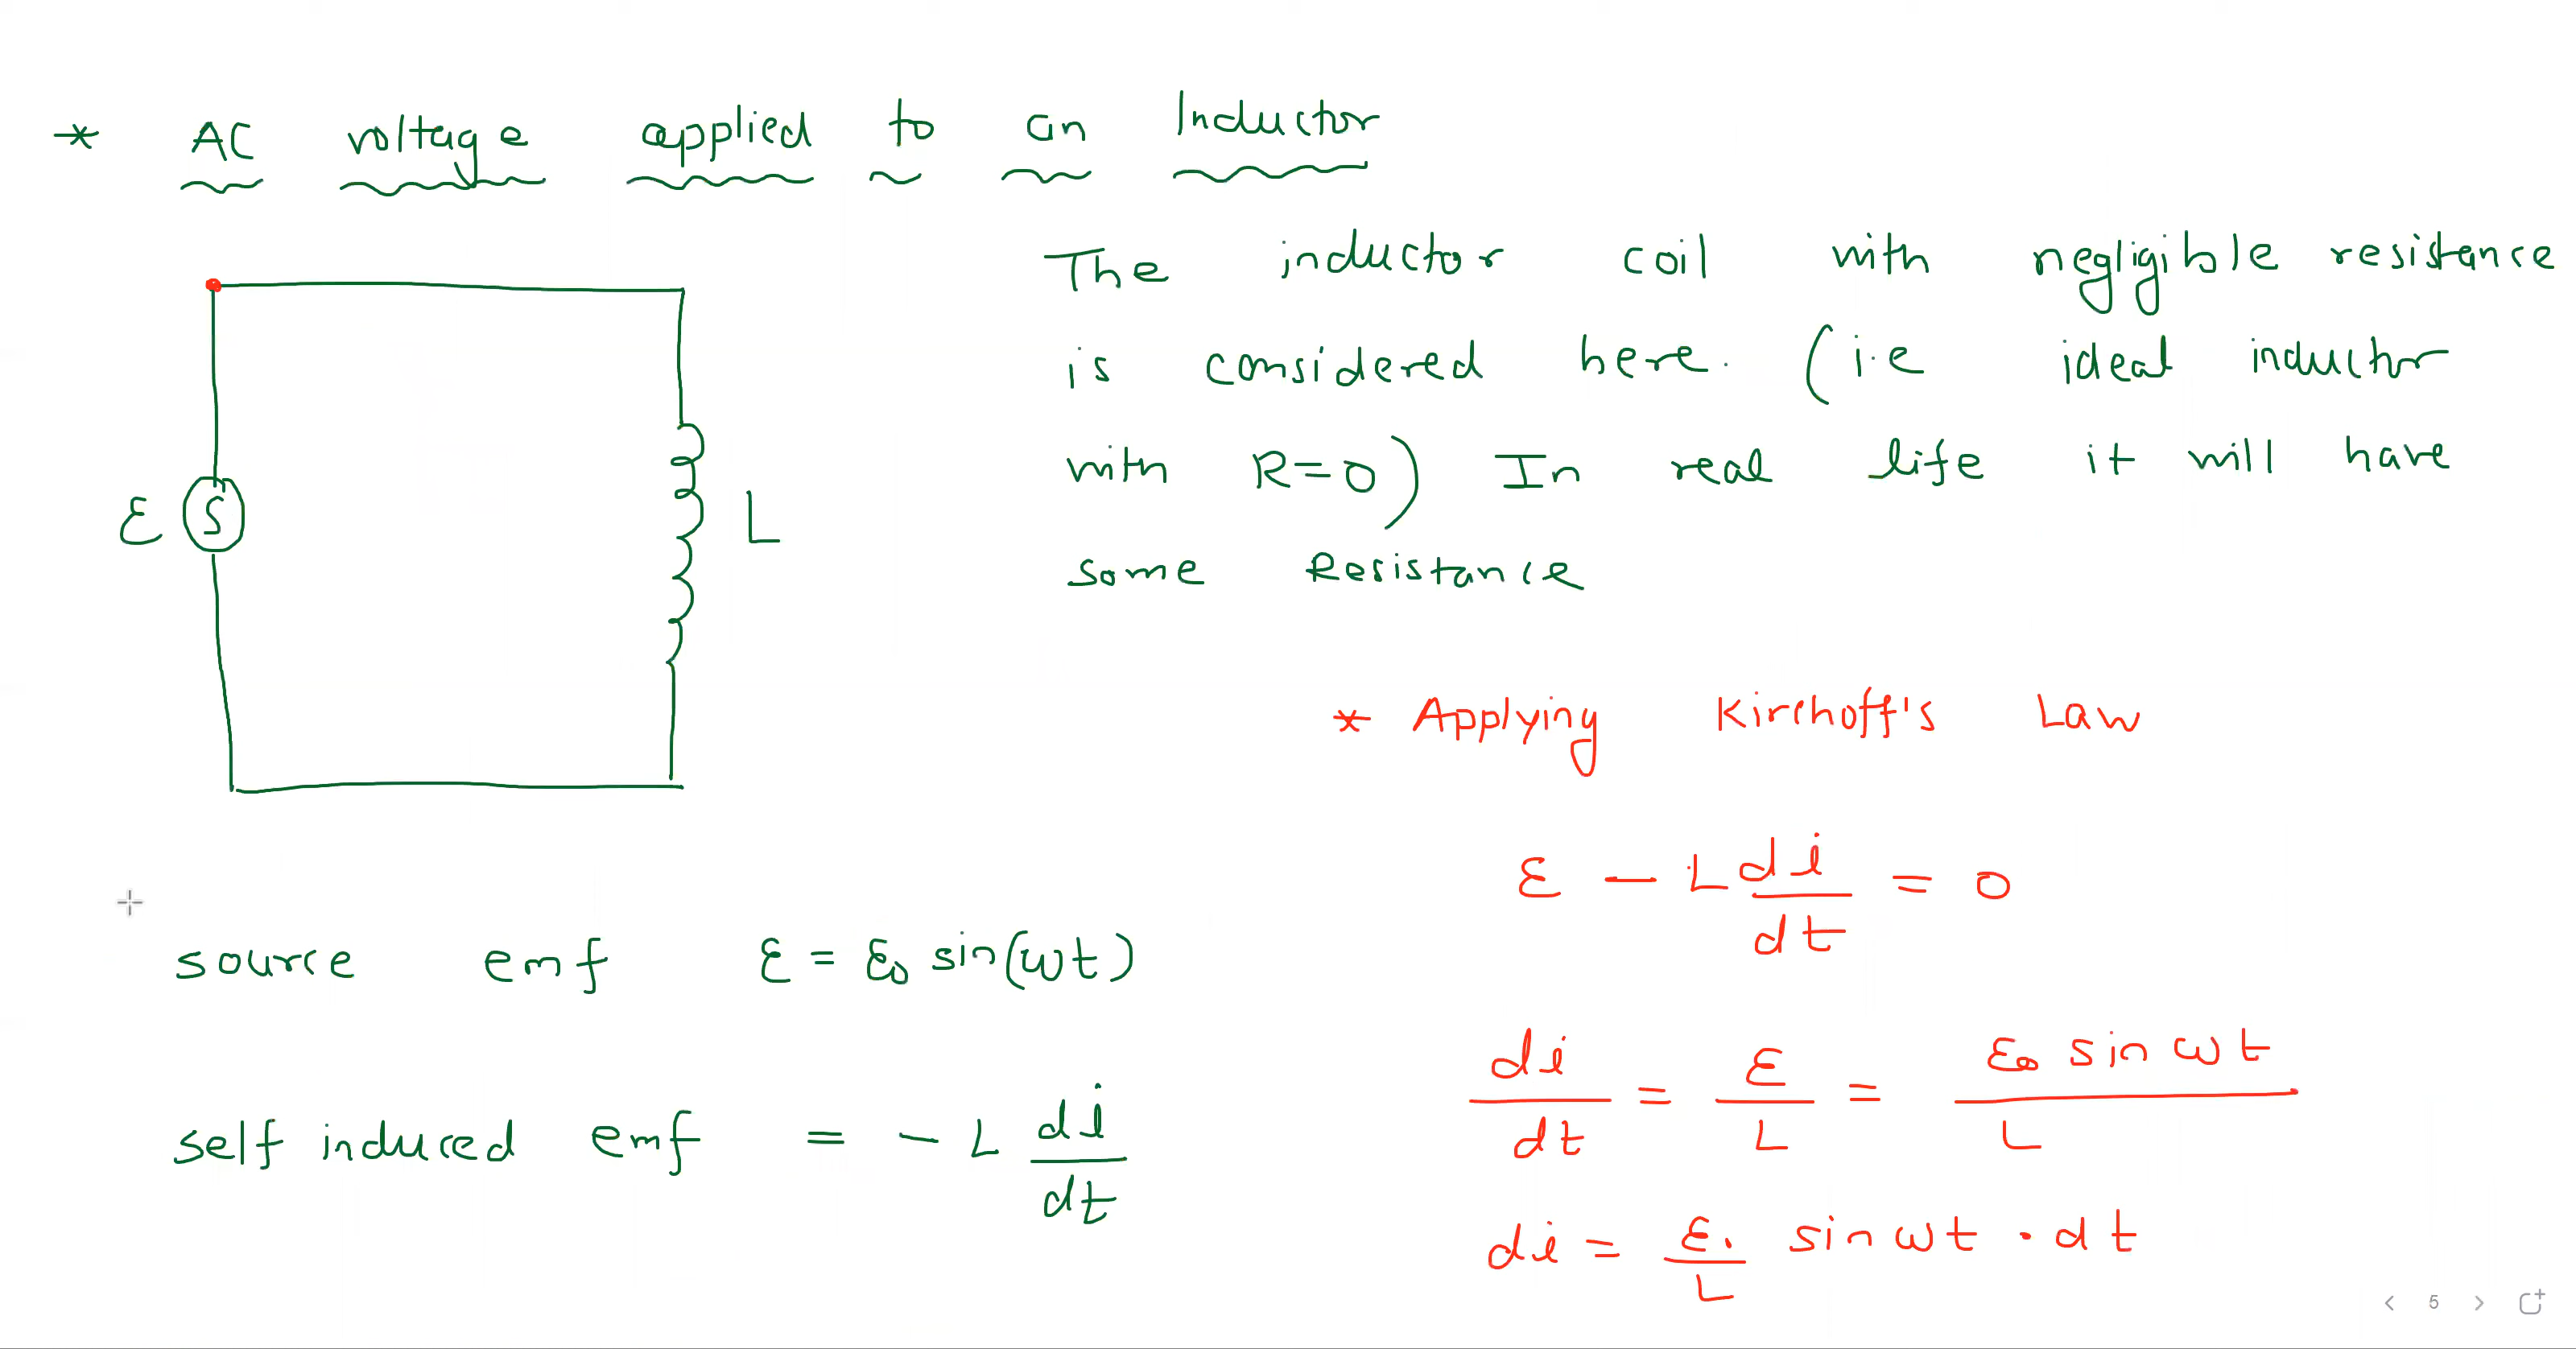 * AC voltage applied to an Inductor
The inductor coil with negligible resistance
is considered here. (i.e ideal inductor
with R=0) In real life it will have
some Resistance
ε S L
* Applying Kirchoff's Law
ε - L di/dt = 0
source emf ε = ε₀ sin(ωt)
di/dt = ε/L = ε₀ sin ωt/L
self induced emf = - L di/dt
di = ε₀/L sin ωt · dt
5